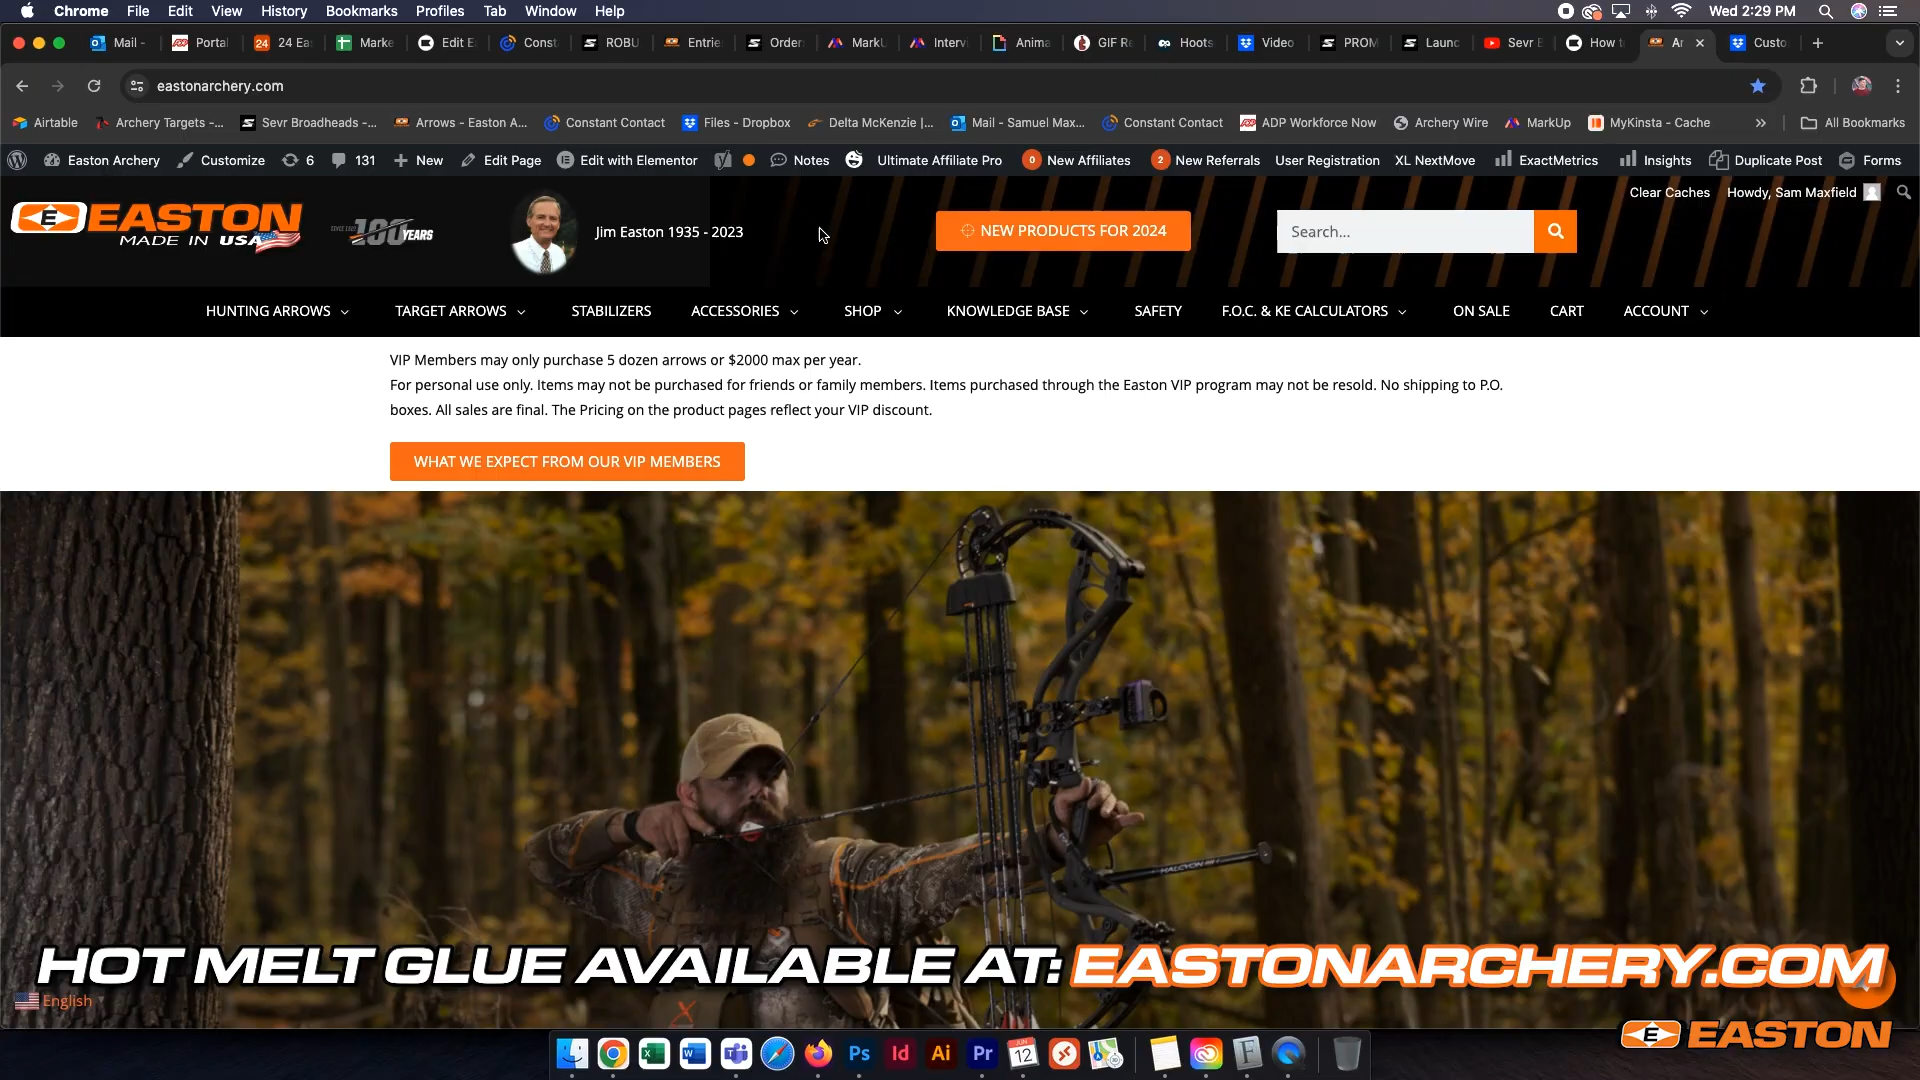 Chrome File Edit View History Bookmarks Profiles Tab Window Help Wed 2:29 PM
Mail - Porta 24 Ea Marke Edit E Const ROBU Entrie Order MarkU Intervi Anima GIF Re Hoots Video PROM Launc Sevr B How t Ar Custo
eastonarchery.com
Airtable Archery Targets -... Sevr Broadheads -... Arrows - Easton A... Constant Contact Files - Dropbox Delta McKenzie |... Mail - Samuel Max... Constant Contact ADP Workforce Now Archery Wire MarkUp MyKinsta - Cache » All Bookmarks
Easton Archery Customize 6 131 + New Edit Page Edit with Elementor Notes Ultimate Affiliate Pro 0 New Affiliates 2 New Referrals User Registration XL NextMove ExactMetrics Insights Duplicate Post Forms
Clear Caches Howdy, Sam Maxfield
E EASTON
MADE IN USA
100 YEARS
Jim Easton 1935 - 2023
NEW PRODUCTS FOR 2024
Search...
HUNTING ARROWS TARGET ARROWS STABILIZERS ACCESSORIES SHOP KNOWLEDGE BASE SAFETY F.O.C. & KE CALCULATORS ON SALE CART ACCOUNT
VIP Members may only purchase 5 dozen arrows or $2000 max per year.
For personal use only. Items may not be purchased for friends or family members. Items purchased through the Easton VIP program may not be resold. No shipping to P.O.
boxes. All sales are final. The Pricing on the product pages reflect your VIP discount.
WHAT WE EXPECT FROM OUR VIP MEMBERS
HALCYON
HOT MELT GLUE AVAILABLE AT: EASTONARCHERY.COM
English
E EASTON
Ps Id Ai Pr JUN 12